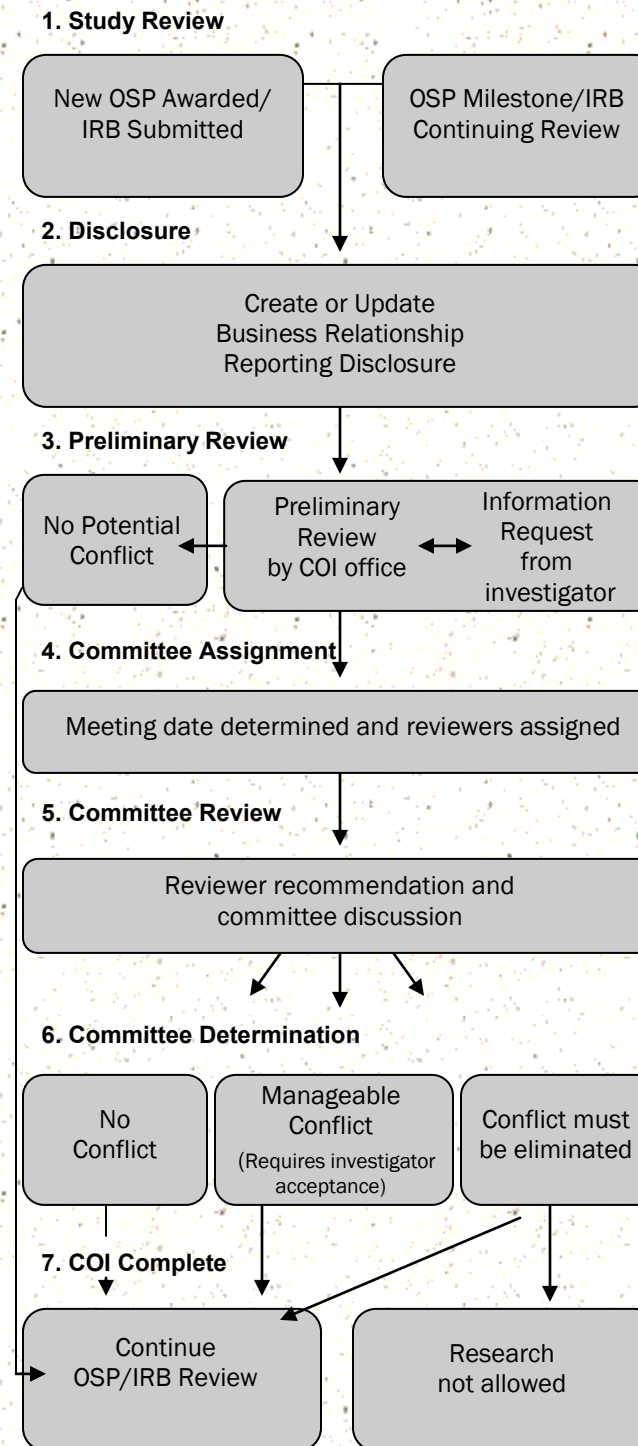 1. Study Review
New OSP Awarded/
IRB Submitted
OSP Milestone/IRB
Continuing Review
2. Disclosure
Create or Update
Business Relationship
Reporting Disclosure
3. Preliminary Review
No Potential
Conflict
Preliminary
Review
by COI office
Information
Request
from
investigator
4. Committee Assignment
Meeting date determined and reviewers assigned
5. Committee Review
Reviewer recommendation and
committee discussion
6. Committee Determination
No
Conflict
Manageable
Conflict
(Requires investigator
acceptance)
Conflict must
be eliminated
7. COI Complete
Continue
OSP/IRB Review
Research
not allowed